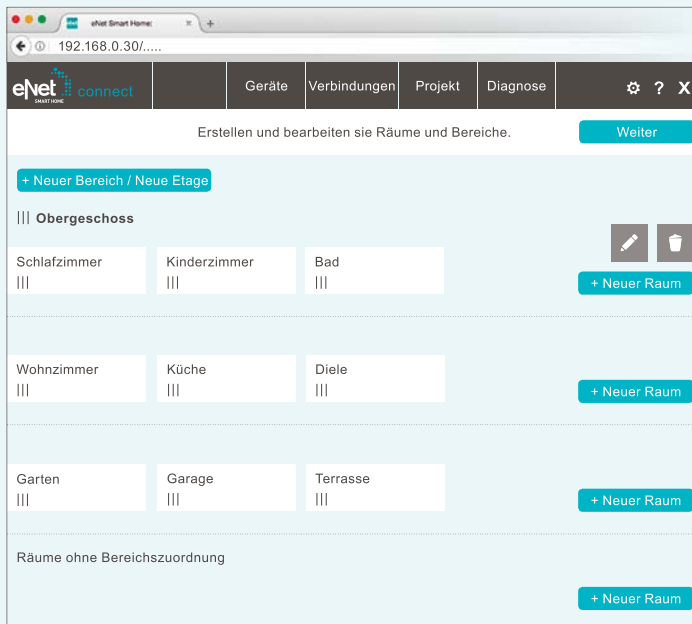 eNet Smart Home: × +
192.168.0.30/.....
eNet SMART HOME connect Geräte Verbindungen Projekt Diagnose ? X
Erstellen und bearbeiten sie Räume und Bereiche. Weiter
+ Neuer Bereich / Neue Etage
||| Obergeschoss
Schlafzimmer Kinderzimmer Bad
||| ||| |||
+ Neuer Raum
Wohnzimmer Küche Diele
||| ||| |||
+ Neuer Raum
Garten Garage Terrasse
||| ||| |||
+ Neuer Raum
Räume ohne Bereichszuordnung
+ Neuer Raum